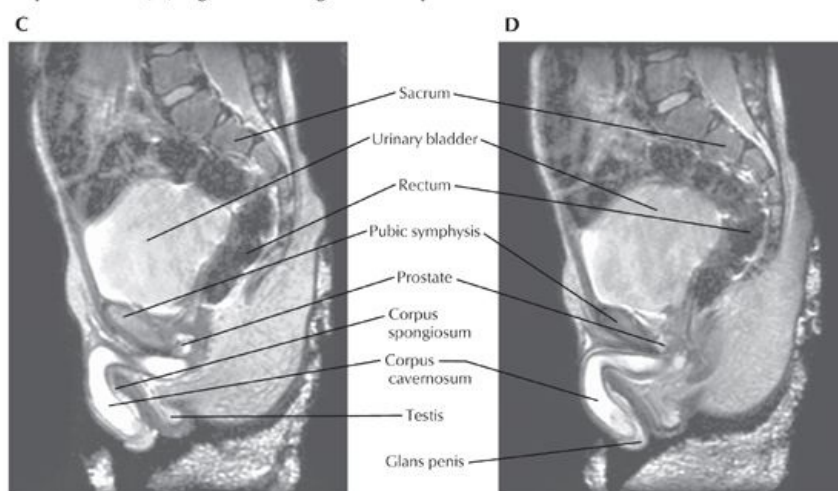 C
D
Sacrum
Urinary bladder
Rectum
Pubic symphysis
Prostate
Corpus
spongiosum
Corpus
cavernosum
Testis
Glans penis